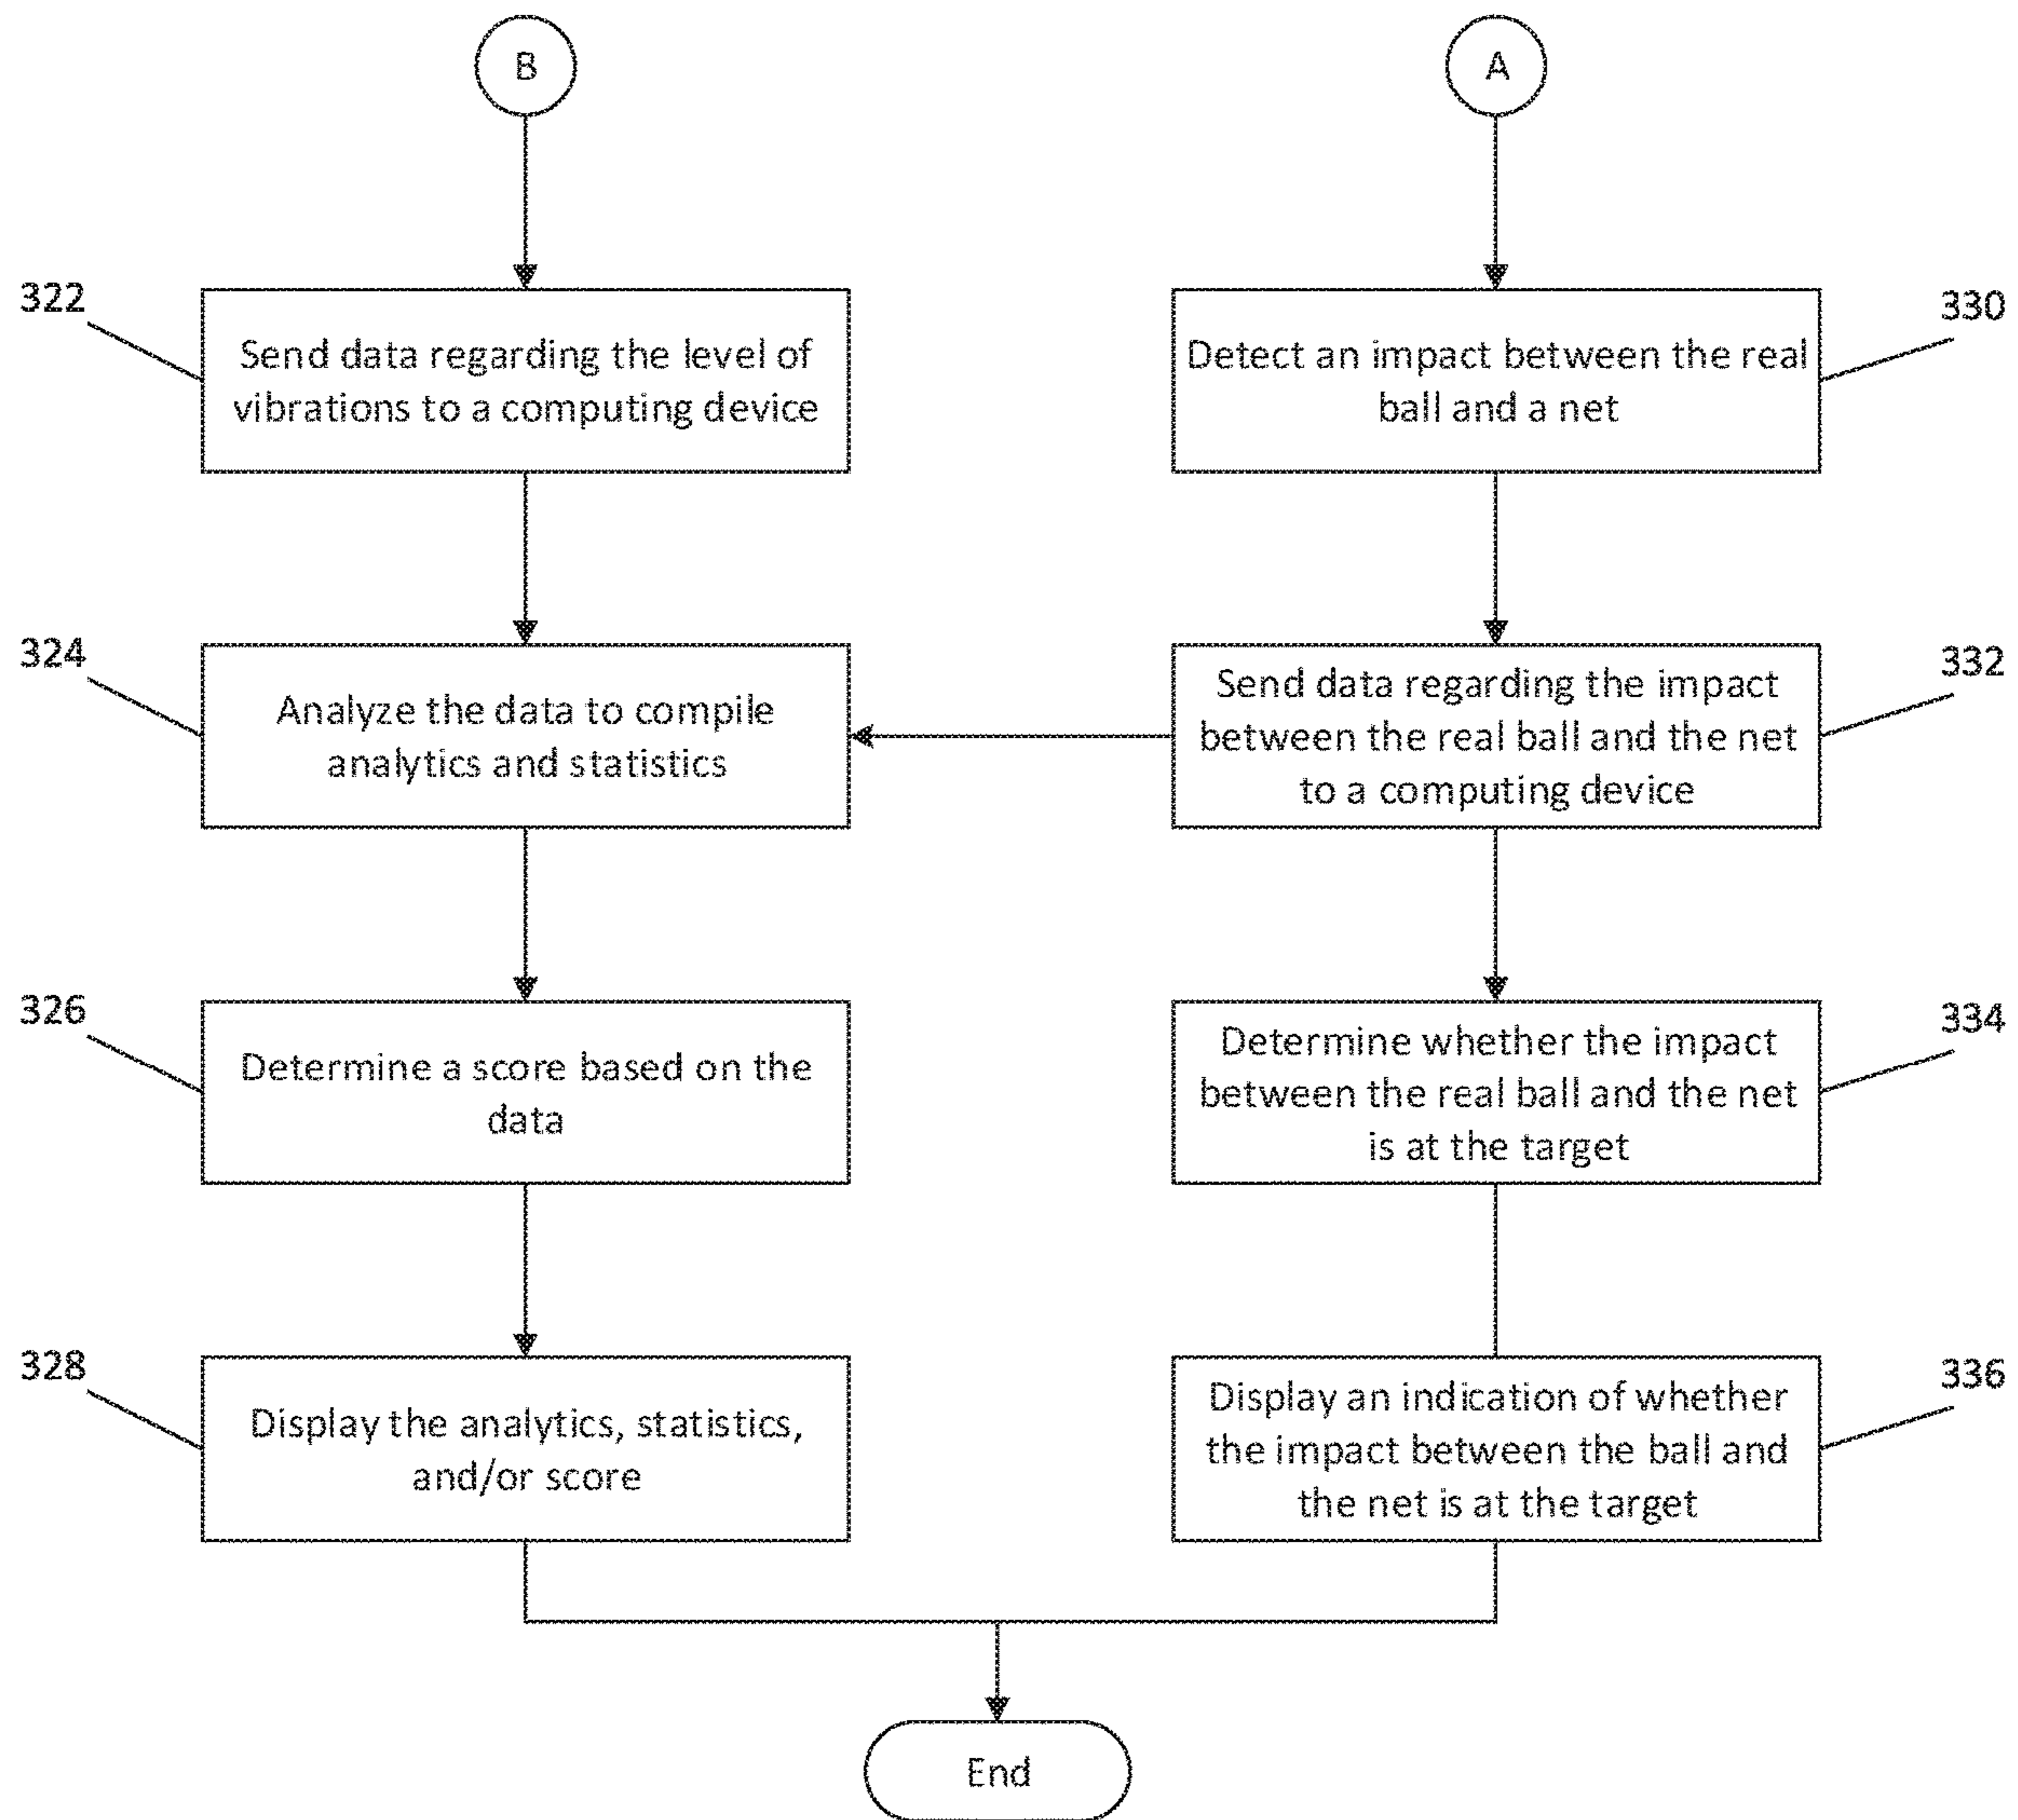 B
A
322
Send data regarding the level of
vibrations to a computing device
330
Detect an impact between the real
ball and a net
324
Analyze the data to compile
analytics and statistics
332
Send data regarding the impact
between the real ball and the net
to a computing device
326
Determine a score based on the
data
334
Determine whether the impact
between the real ball and the net
is at the target
328
Display the analytics, statistics,
and/or score
336
Display an indication of whether
the impact between the ball and
the net is at the target
End